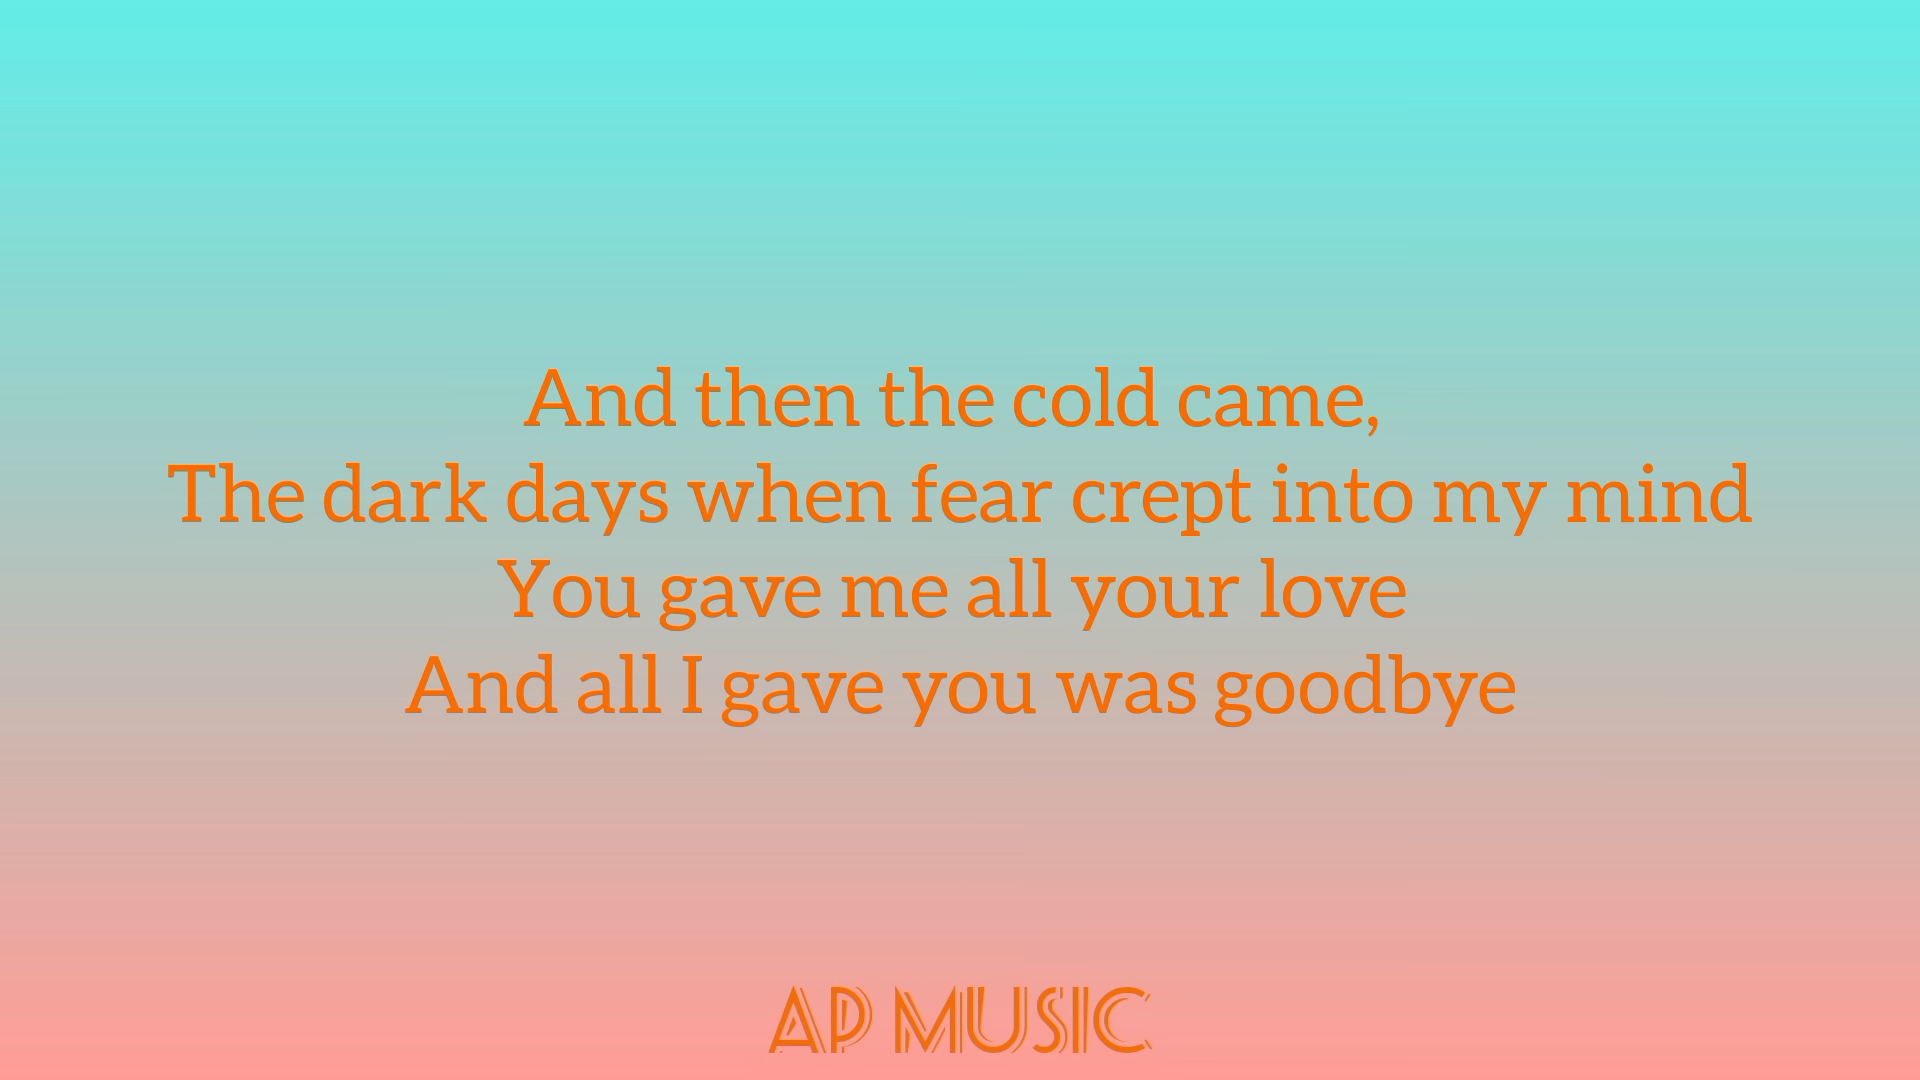 And then the cold came,
The dark days when fear crept into my mind
You gave me all your love
And all I gave you was goodbye
AP MUSIC